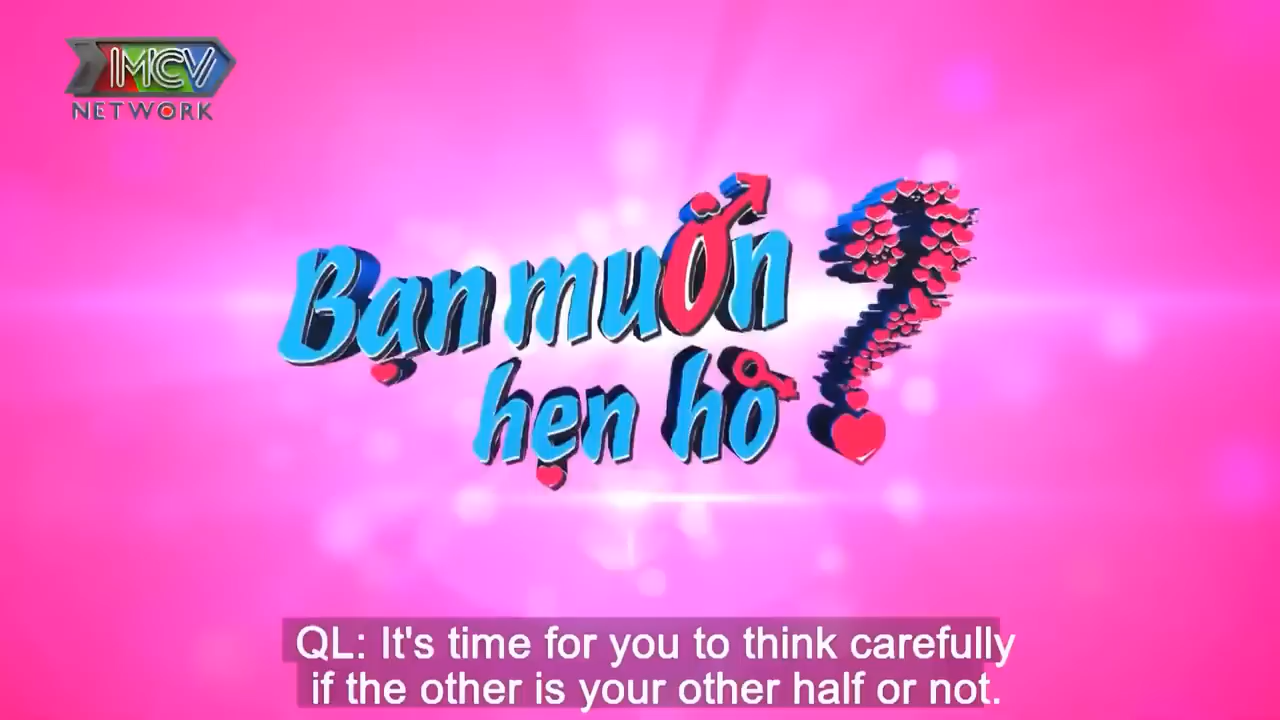 MCV
NETWORK
Bạn muốn
hẹn hò ?
QL: It's time for you to think carefully
if the other is your other half or not.